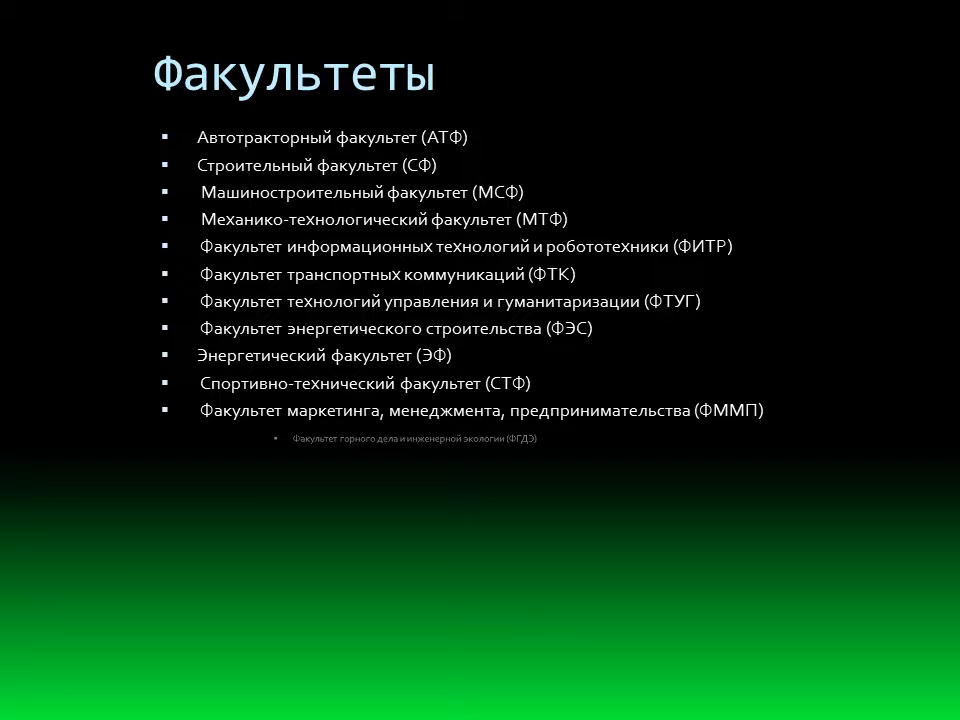 Факультеты
Автотракторный факультет (АТФ)
Строительный факультет (СФ)
Машиностроительный факультет (МСФ)
Механико-технологический факультет (МТФ)
Факультет информационных технологий и робототехники (ФИТР)
Факультет транспортных коммуникаций (ФТК)
Факультет технологий управления и гуманитаризации (ФТУГ)
Факультет энергетического строительства (ФЭС)
Энергетический факультет (ЭФ)
Спортивно-технический факультет (СТФ)
Факультет маркетинга, менеджмента, предпринимательства (ФММП)
Факультет горного дела и инженерной экологии (ФГДЭ)